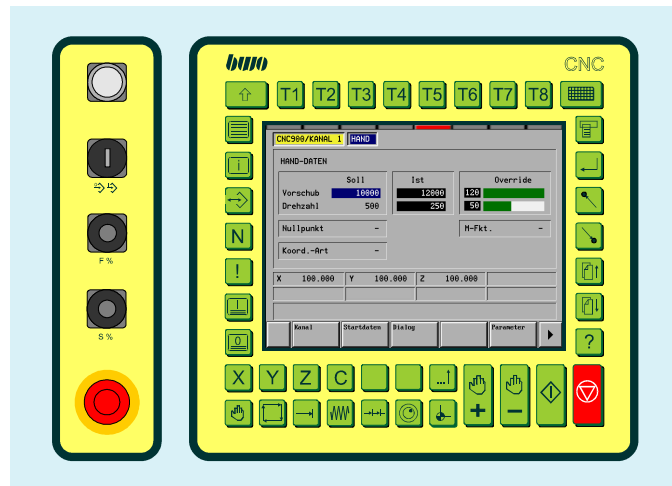 bwo CNC
T1 T2 T3 T4 T5 T6 T7 T8
CNC900/KANAL 1 HAND
HAND-DATEN
Soll Ist Override
Vorschub 10000 12000 120
Drehzahl 500 250 50
Nullpunkt - M-Fkt. -
Koord.-Art -
X 100.000 Y 100.000 Z 100.000
Kanal Startdaten Dialog Parameter
i
N
!
I
0
?
F %
S %
X Y Z C ...1
+ -